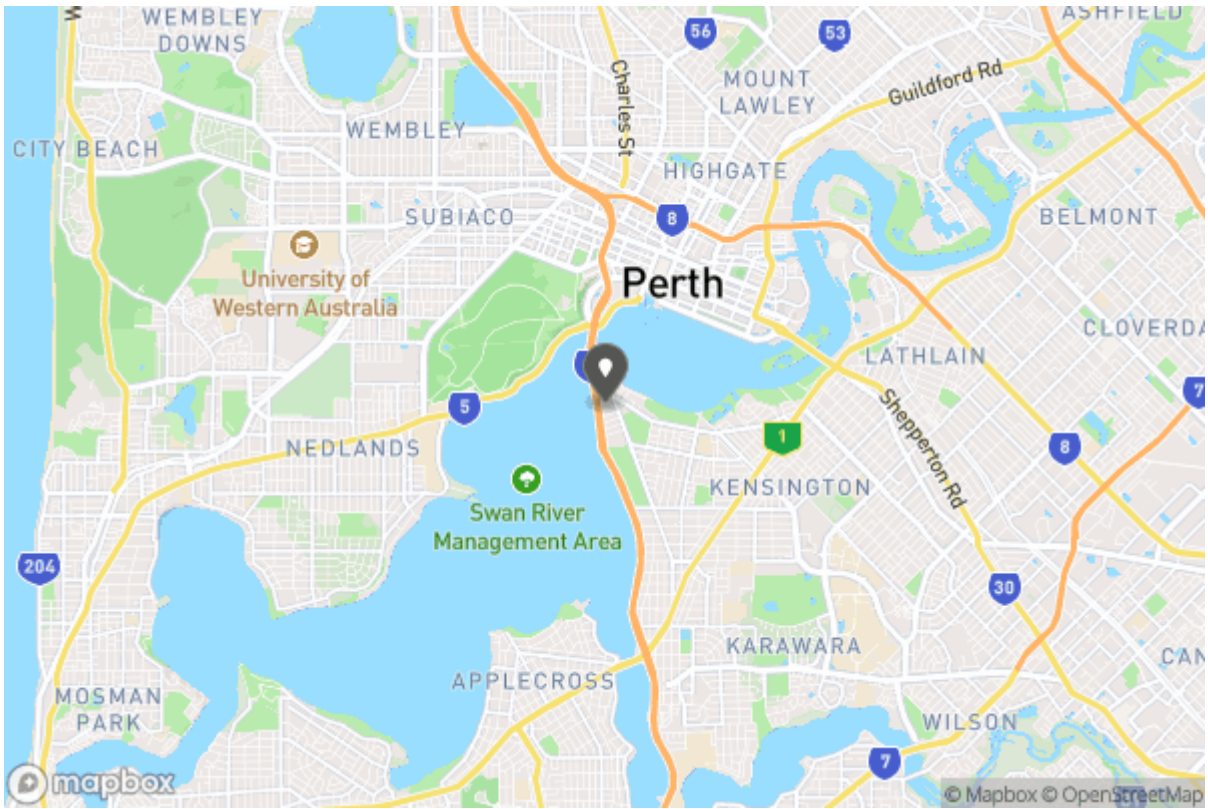 WEMBLEY
DOWNS
56
53
ASHFIELD
Charles St
MOUNT
LAWLEY
Guildford Rd
WEMBLEY
CITY BEACH
HIGHGATE
SUBIACO
8
BELMONT
University of
Western Australia
Perth
CLOVERDA
LATHLAIN
5
7
Shepperton Rd
NEDLANDS
1
8
KENSINGTON
Swan River
Management Area
204
30
KARAWARA
CAN
APPLECROSS
MOSMAN
PARK
WILSON
7
mapbox
© Mapbox © OpenStreetMap